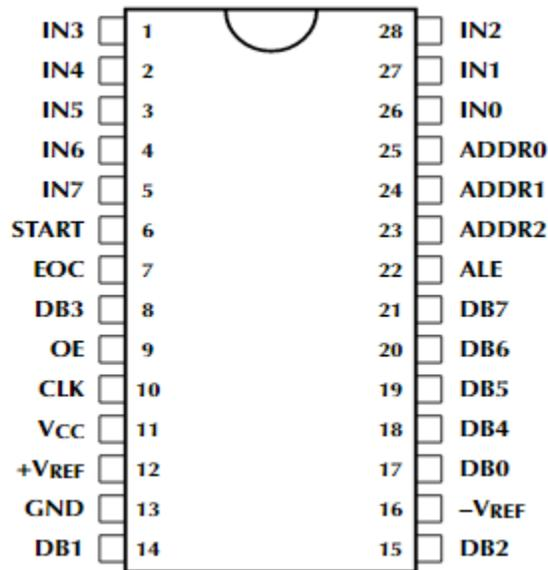 IN3 1 28 IN2
IN4 2 27 IN1
IN5 3 26 IN0
IN6 4 25 ADDR0
IN7 5 24 ADDR1
START 6 23 ADDR2
EOC 7 22 ALE
DB3 8 21 DB7
OE 9 20 DB6
CLK 10 19 DB5
VCC 11 18 DB4
+VREF 12 17 DB0
GND 13 16 –VREF
DB1 14 15 DB2